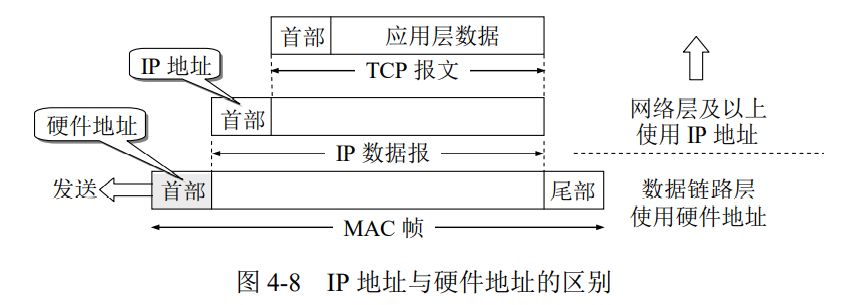 首部 应用层数据
TCP 报文
IP 地址
首部
硬件地址
IP 数据报
网络层及以上
使用 IP 地址
发送
首部 尾部
MAC 帧
数据链路层
使用硬件地址
图 4-8 IP 地址与硬件地址的区别